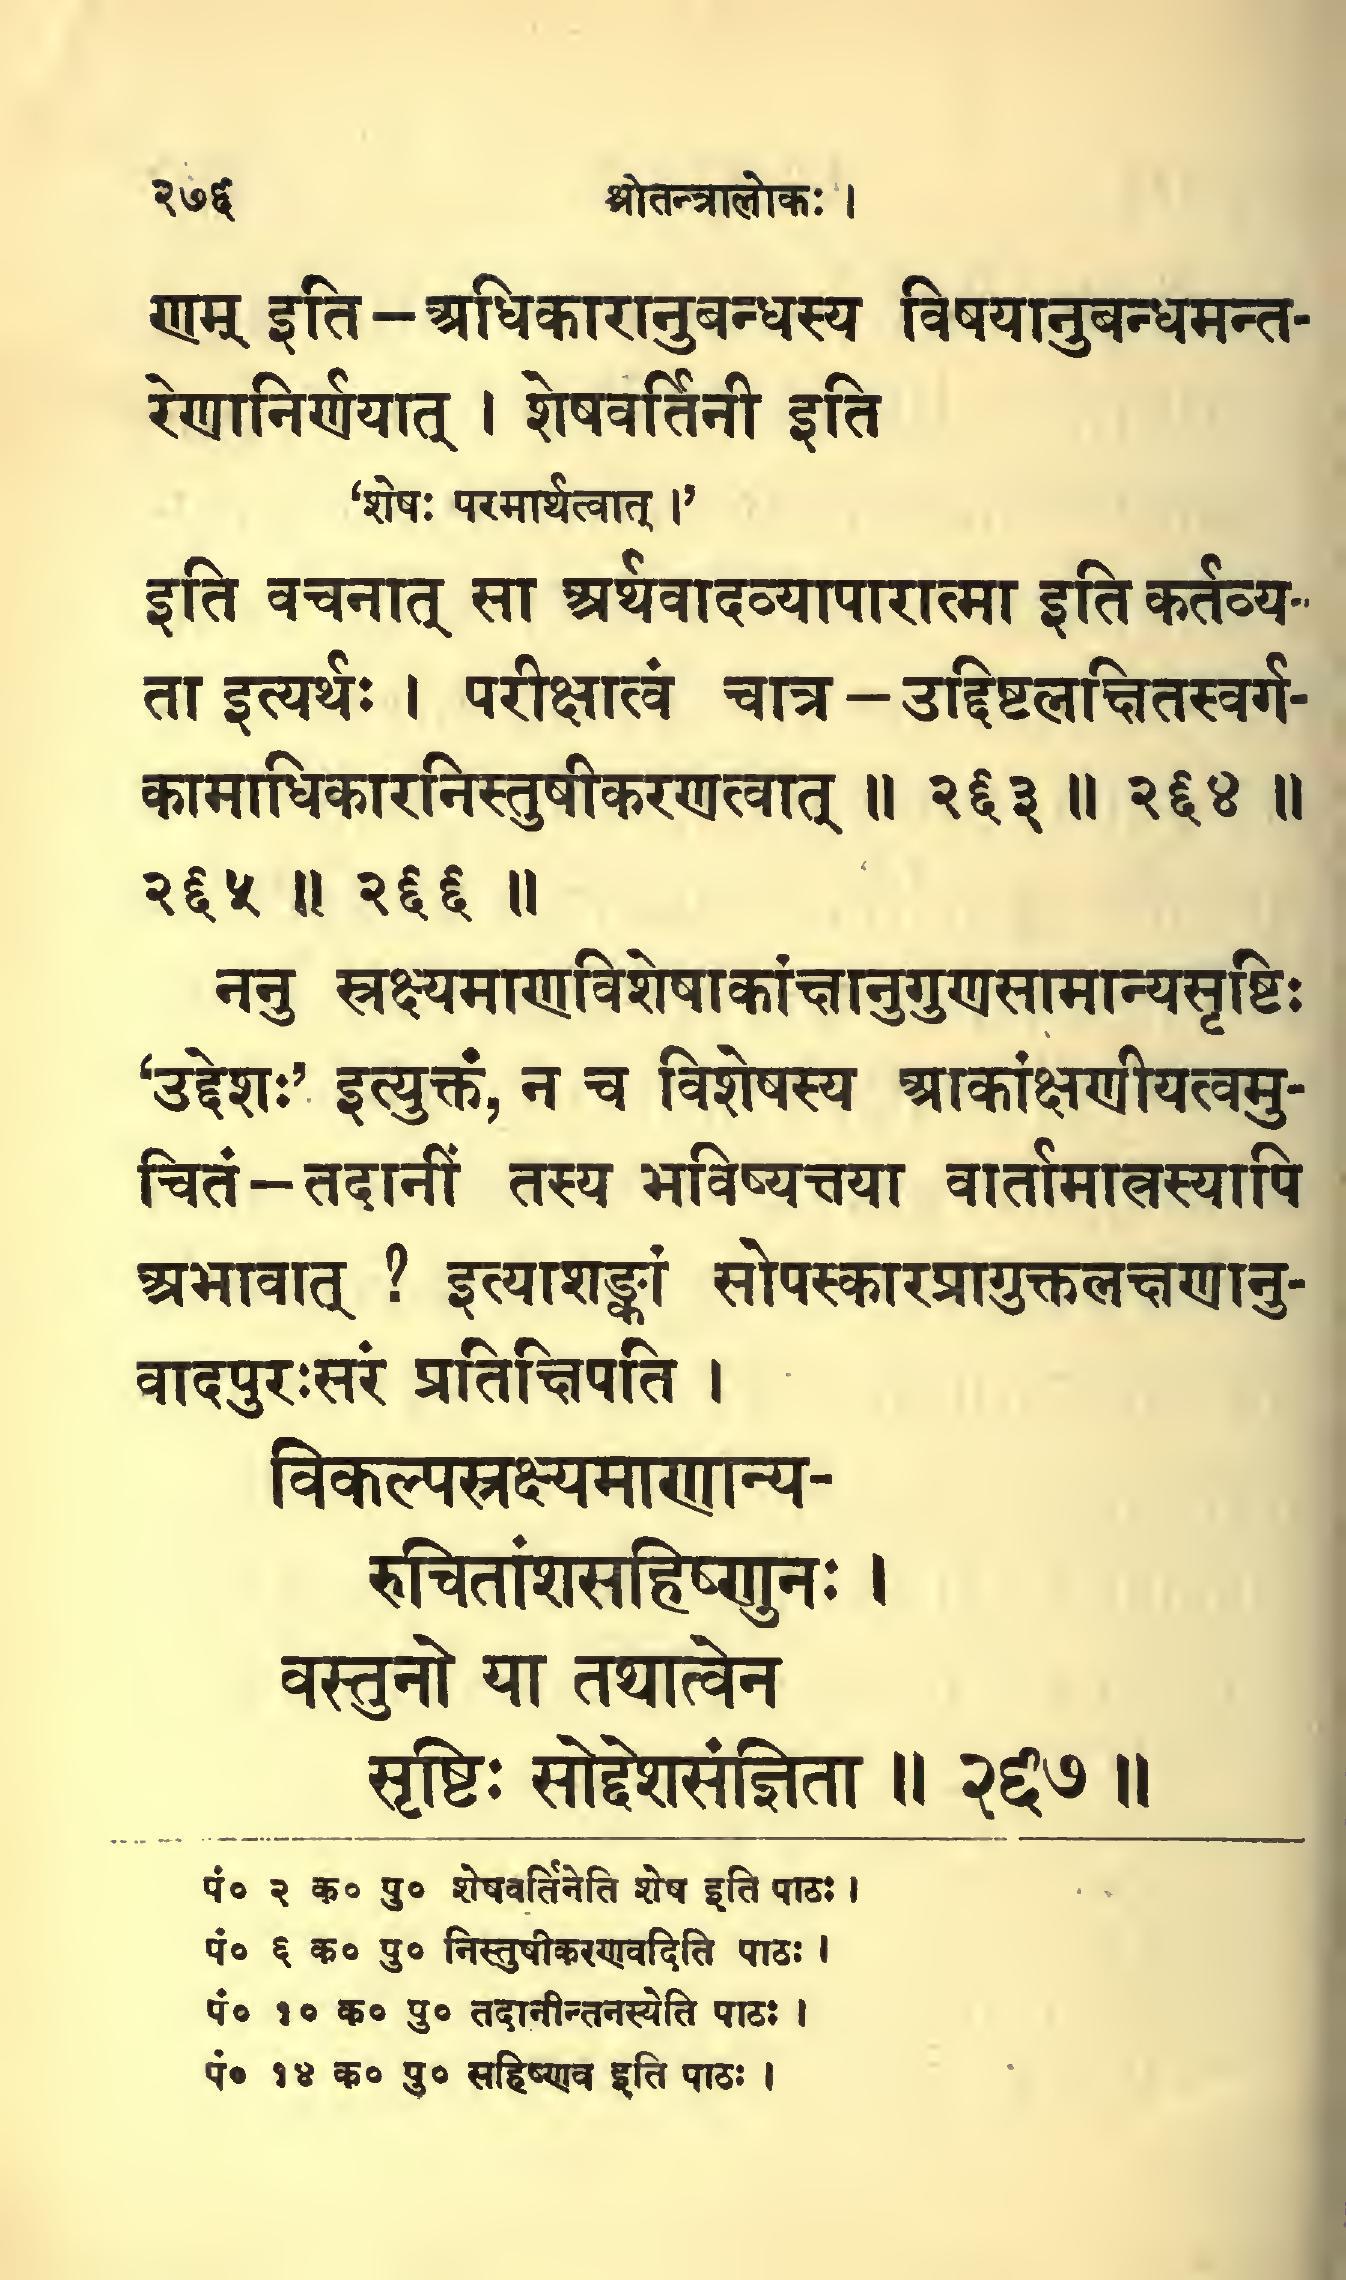 २७६ श्रीतन्त्रालोकः ।
णम् इति – अधिकारानुबन्धस्य विषयानुबन्धमन्त-
रेणानिर्णयात् । शेषवर्तिनी इति
‘शेषः परमार्थत्वात् ।’
इति वचनात् सा अर्थवादव्यापारात्मा इति कर्तव्य-
ता इत्यर्थः । परीक्षात्वं चात्र – उद्दिष्टलक्षितस्वर्ग-
कामाधिकारनिस्तुषीकरणत्वात् ॥ २६३ ॥ २६४ ॥
२६५ ॥ २६६ ॥
ननु स्रक्ष्यमाणविशेषाकांक्षानुगुणसामान्यसृष्टिः
‘उद्देशः’ इत्युक्तं, न च विशेषस्य आकांक्षणीयत्वमु-
चितं – तदानीं तस्य भविष्यत्तया वार्तामात्रस्यापि
अभावात् ? इत्याशङ्कां सोपस्कारप्रागुक्तलक्षणानु-
वादपुरःसरं प्रतिक्षिपति ।
विकल्पस्रक्ष्यमाणान्य-
रुचितांशसहिष्णुनः ।
वस्तुनो या तथात्वेन
सृष्टिः सोद्देशसंज्ञिता ॥ २६७ ॥
पं० २ क० पु० शेषवर्तिनेति शेष इति पाठः ।
पं० ६ क० पु० निस्तुषीकरणवदिति पाठः ।
पं० १० क० पु० तदानीन्तनस्येति पाठः ।
पं० १४ क० पु० सहिष्णव इति पाठः ।